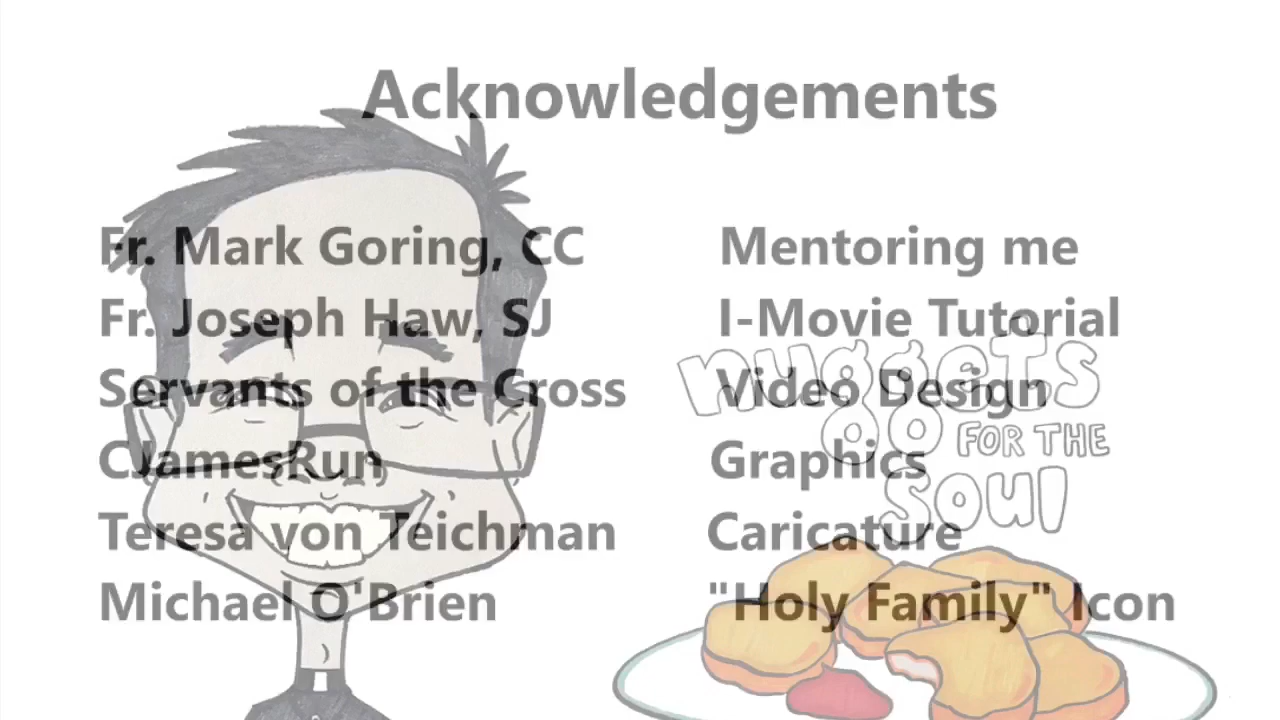 Acknowledgements
Fr. Mark Goring, CC Mentoring me
Fr. Joseph Haw, SJ I-Movie Tutorial
Servants of the Cross Video Design
CJamesRun Graphics
Teresa von Teichman Caricature
Michael O'Brien "Holy Family" Icon
nuggets
FOR THE
SOUL